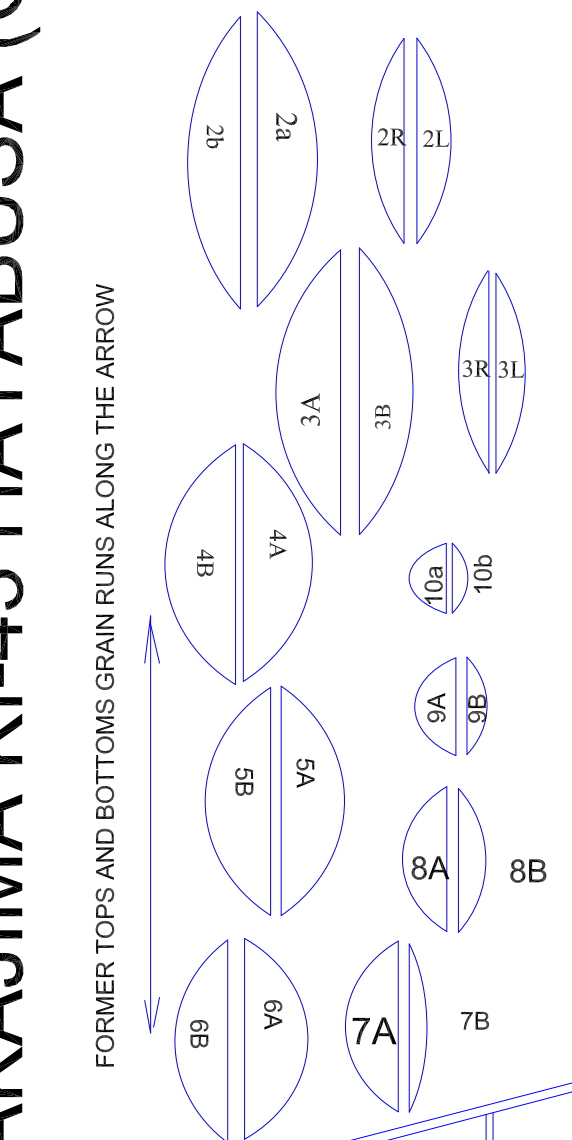 2b
2a
2R
2L
3A
3B
3R
3L
4B
4A
10a
10b
9A
9B
5B
5A
8A
8B
6B
6A
7A
7B
FORMER TOPS AND BOTTOMS GRAIN RUNS ALONG THE ARROW